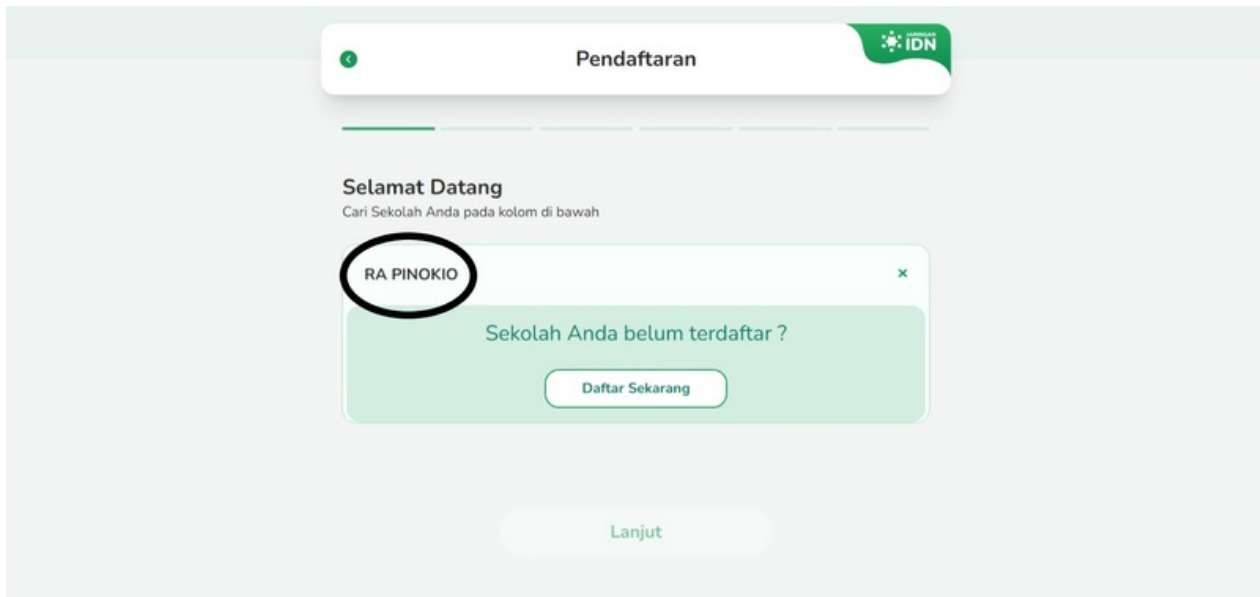 Pendaftaran
JARINGAN
IDN
Selamat Datang
Cari Sekolah Anda pada kolom di bawah
RA PINOKIO
×
Sekolah Anda belum terdaftar ?
Daftar Sekarang
Lanjut